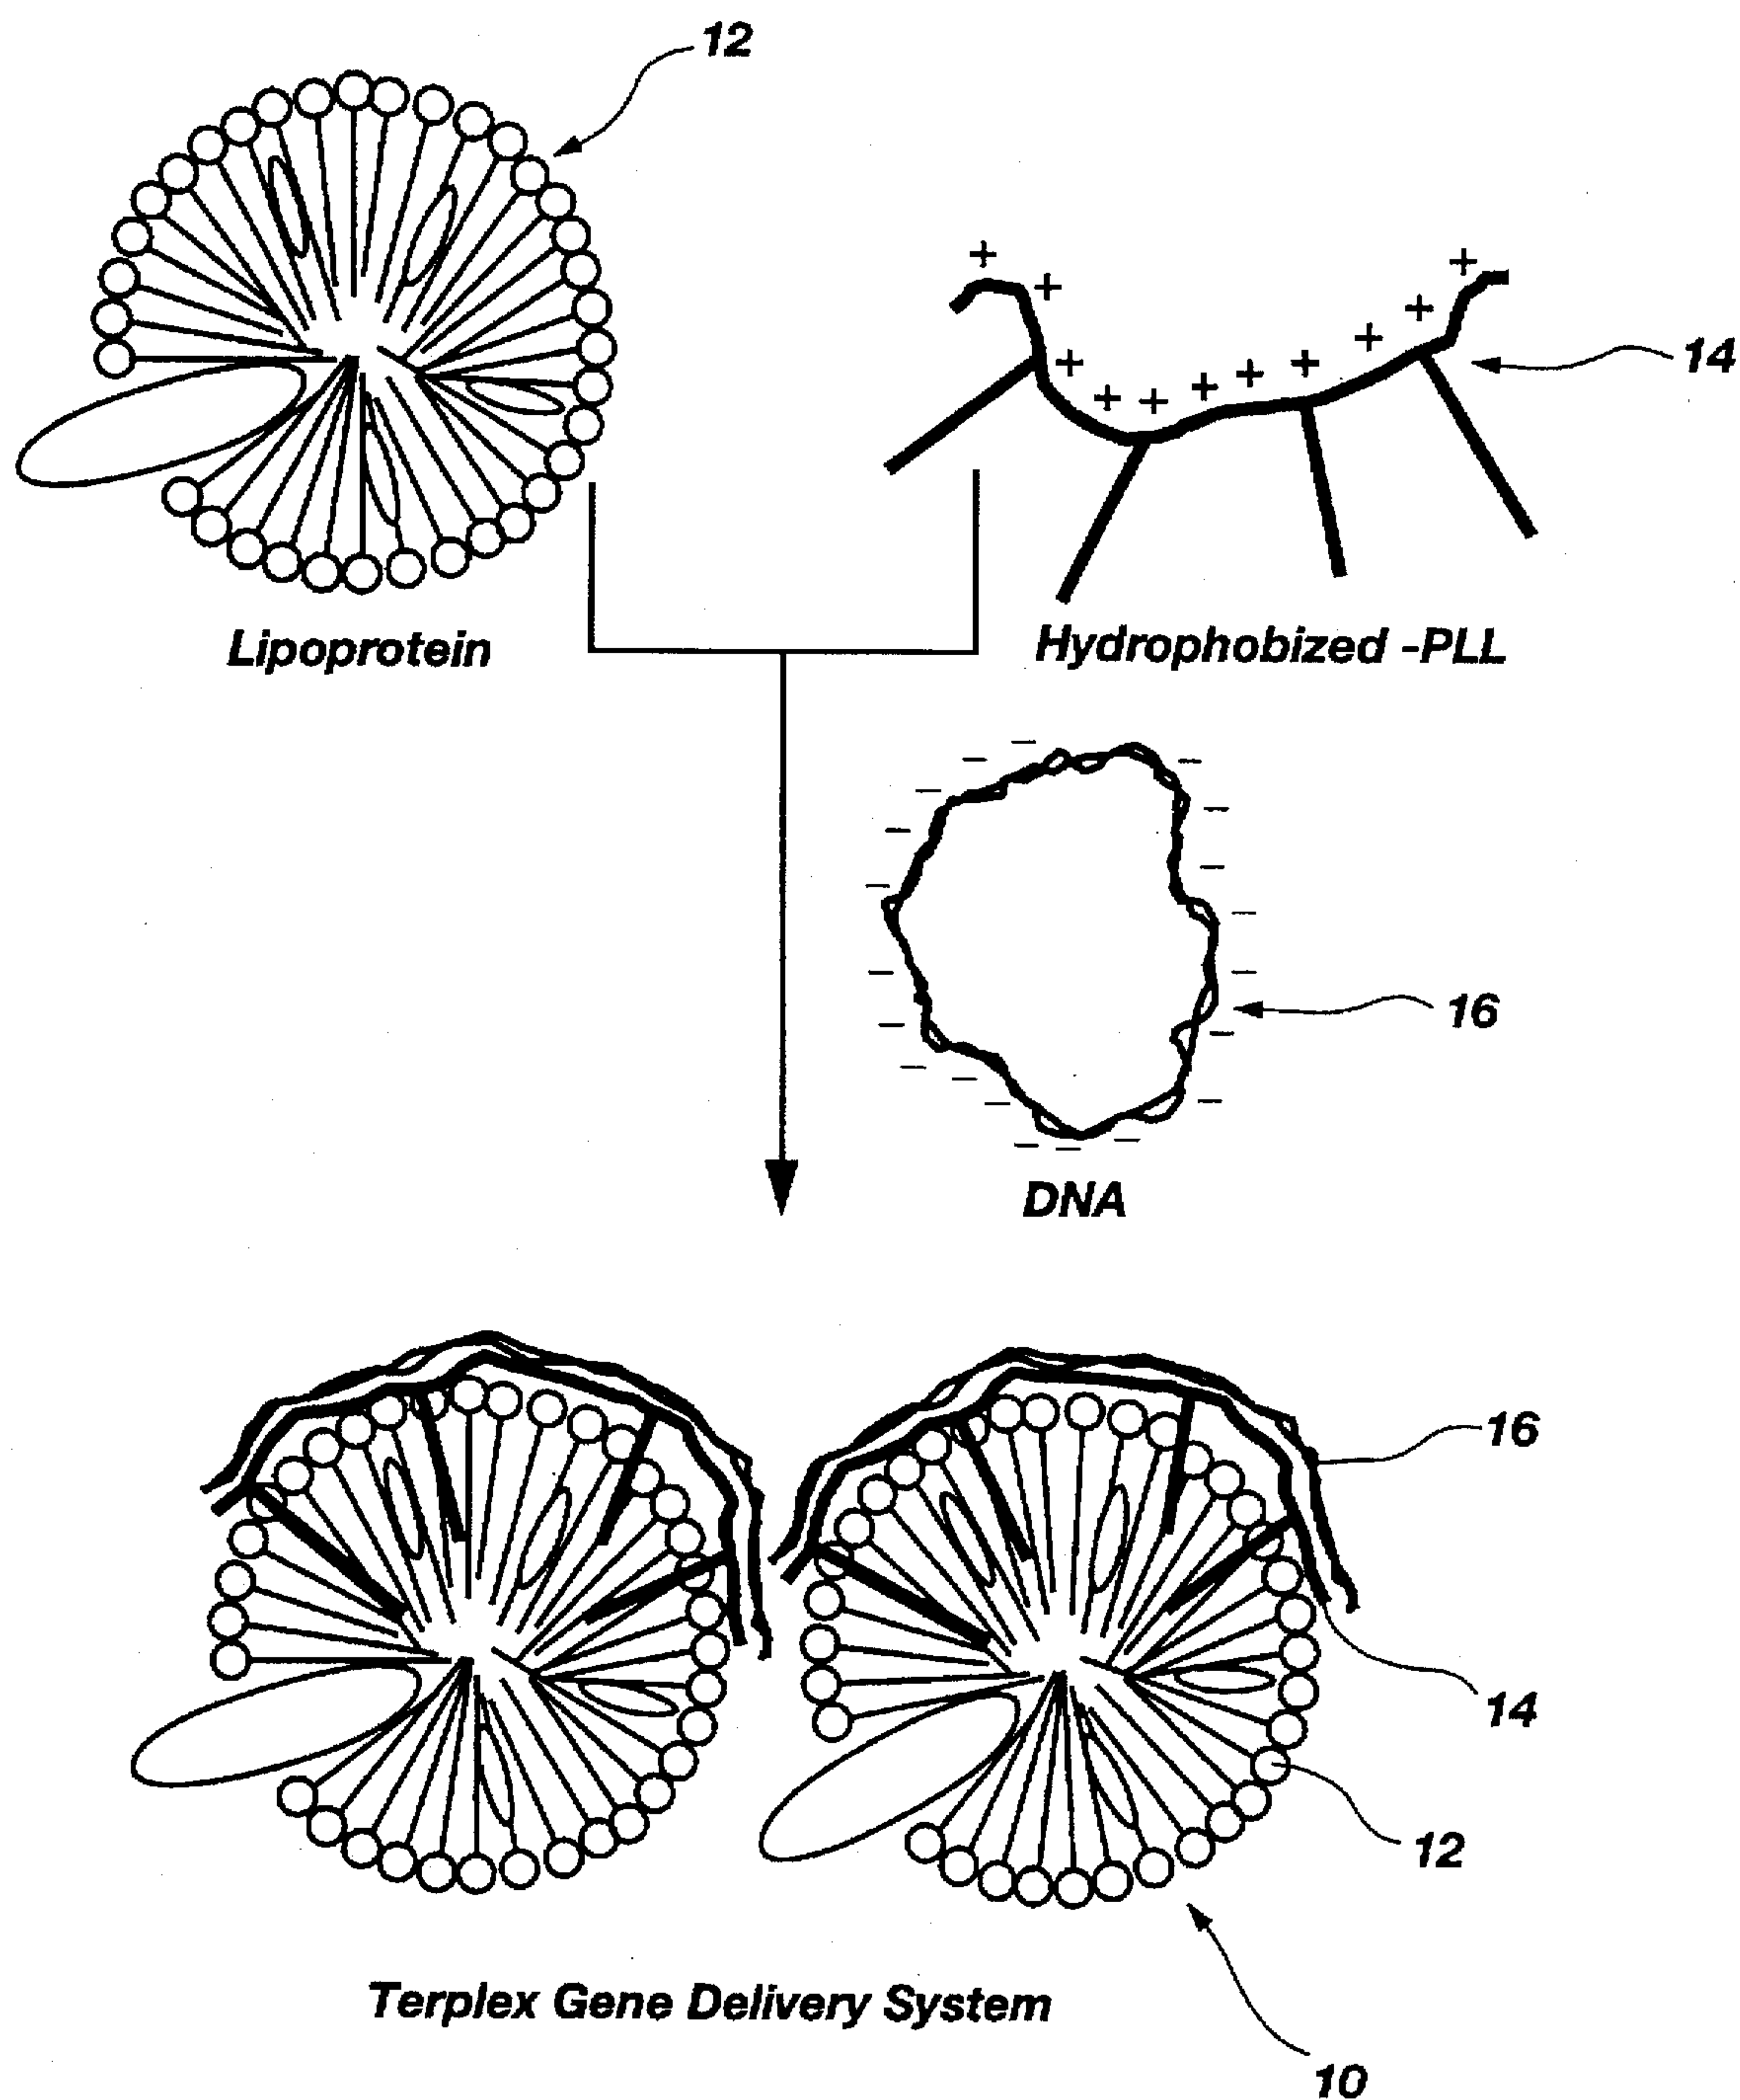 12
+ + + + + + + + + + +
14
Lipoprotein
Hydrophobized -PLL
16
DNA
16
14
12
Terplex Gene Delivery System
10